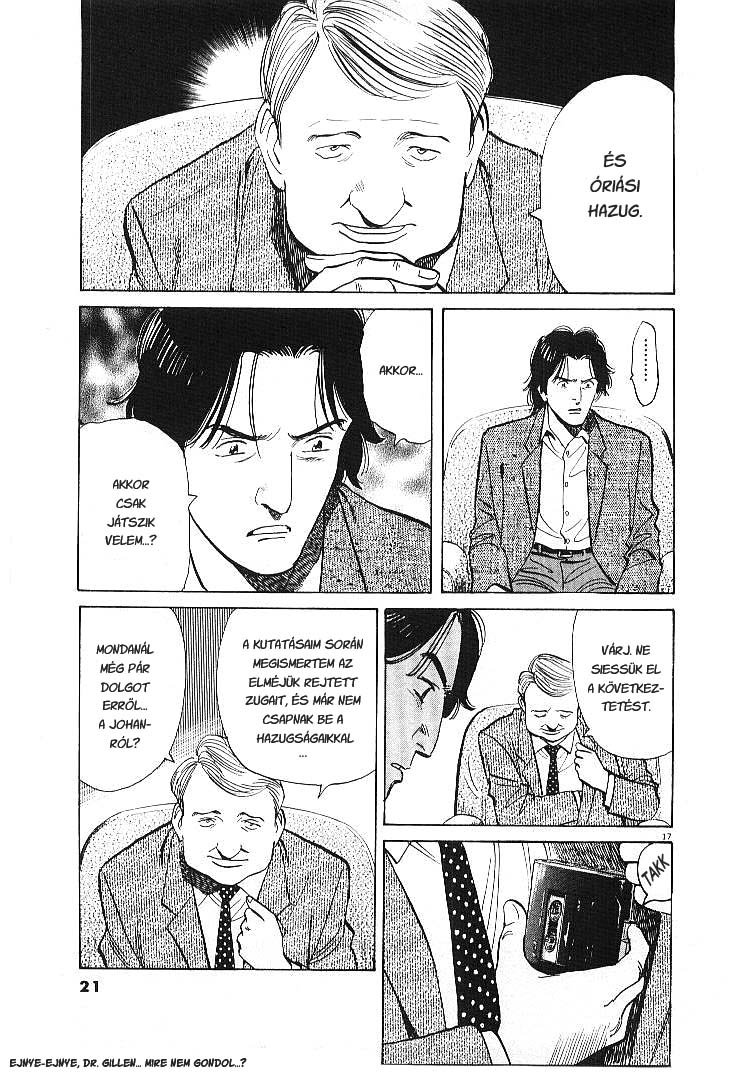 ÉS
ÓRIÁSI
HAZUG.
........
AKKOR...
AKKOR
CSAK
JÁTSZIK
VELEM...?
VÁRJ. NE
SIESSÜK EL
A KÖVETKEZ-
TETÉST.
17
TAKK
A KUTATÁSAIM SORÁN
MEGISMERTEM AZ
ELMÉJÜK REJTETT
ZUGAIT, ÉS MÁR NEM
CSAPNAK BE A
HAZUGSÁGAIKKAL
...
MONDANÁL
MÉG PÁR
DOLGOT
ERRŐL...
A JOHAN-
RÓL?
21
EJNYE-EJNYE, DR. GILLEN... MIRE NEM GONDOL...?